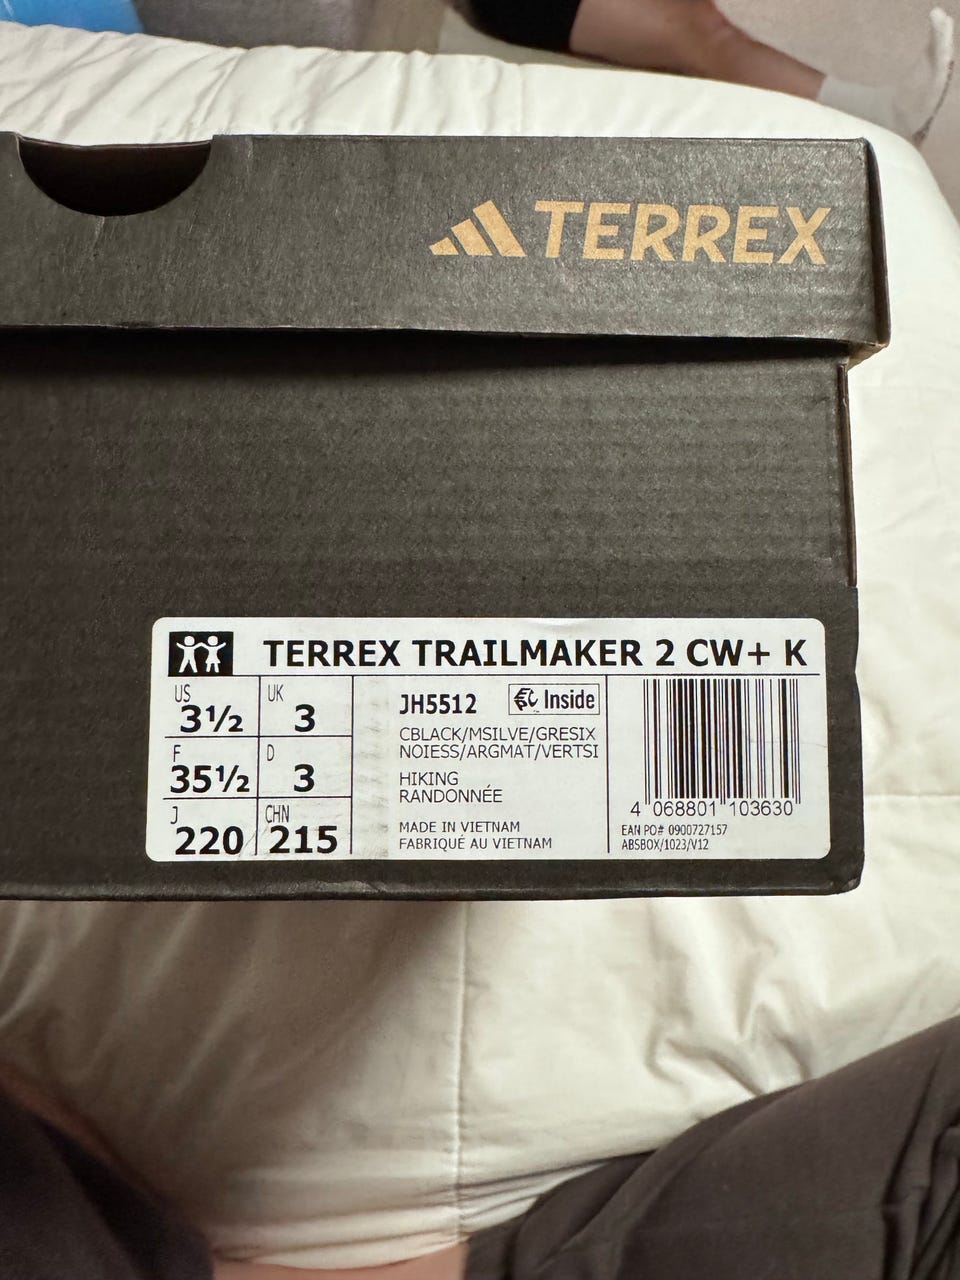 TERREX
TERREX TRAILMAKER 2 CW+ K
US
3½
UK
3
F
35½
D
3
J
220
CHN
215
JH5512
Inside
CBLACK/MSILVE/GRESIX
NOIESS/ARGMAT/VERTSI
HIKING
RANDONNÉE
MADE IN VIETNAM
FABRIQUÉ AU VIETNAM
4 068801 103630
EAN PO# 0900727157
ABSBOX/1023/V12